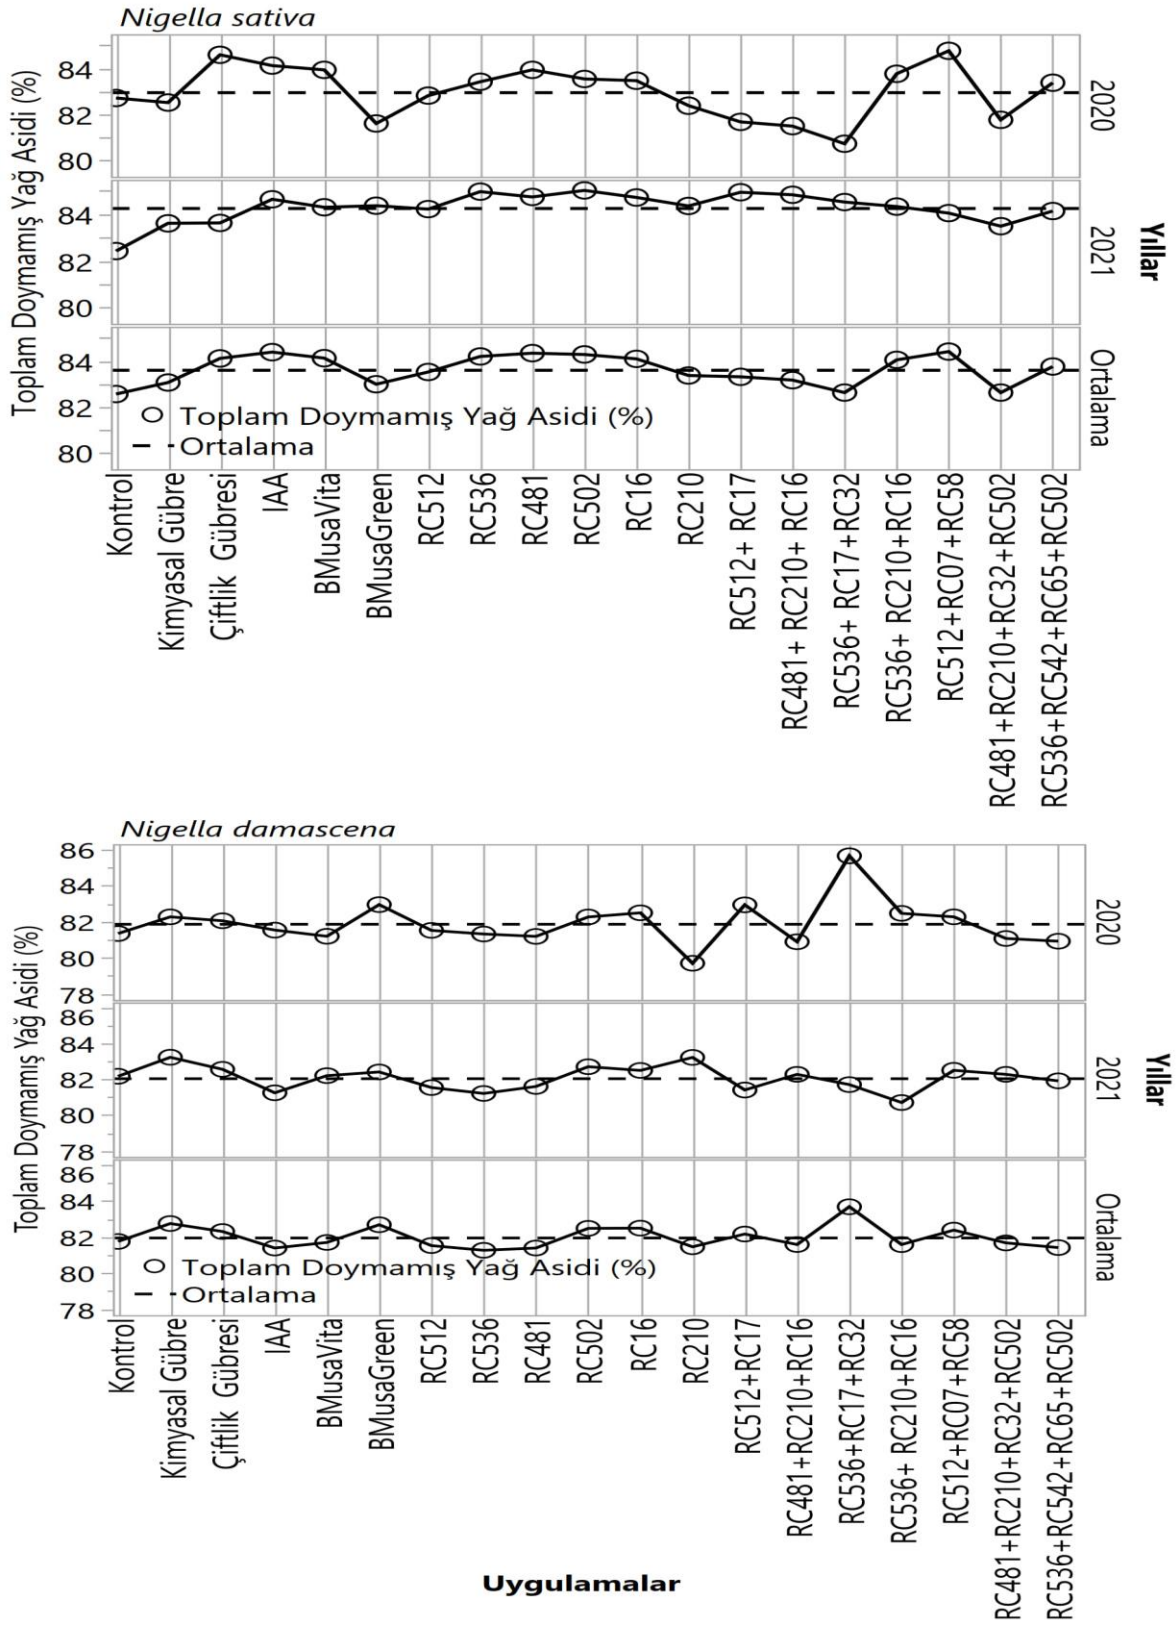 Nigella sativa
Toplam Doymamış Yağ Asidi (%)
84
82
80
2020
84
82
80
2021
Yıllar
84
82
80
Ortalama
Toplam Doymamış Yağ Asidi (%)
Ortalama
Kontrol
Kimyasal Gübre
Çiftlik Gübresi
IAA
BMusaVita
BMusaGreen
RC512
RC536
RC481
RC502
RC16
RC210
RC512+ RC17
RC481+ RC210+ RC16
RC536+ RC17+RC32
RC536+ RC210+RC16
RC512+RC07+RC58
RC481+RC210+RC32+RC502
RC536+RC542+RC65+RC502
Nigella damascena
Toplam Doymamış Yağ Asidi (%)
86
84
82
80
78
2020
86
84
82
80
78
2021
Yıllar
86
84
82
80
78
Ortalama
Toplam Doymamış Yağ Asidi (%)
Ortalama
Kontrol
Kimyasal Gübre
Çiftlik Gübresi
IAA
BMusaVita
BMusaGreen
RC512
RC536
RC481
RC502
RC16
RC210
RC512+RC17
RC481+RC210+RC16
RC536+RC17+RC32
RC536+ RC210+RC16
RC512+RC07+RC58
RC481+RC210+RC32+RC502
RC536+RC542+RC65+RC502
Uygulamalar